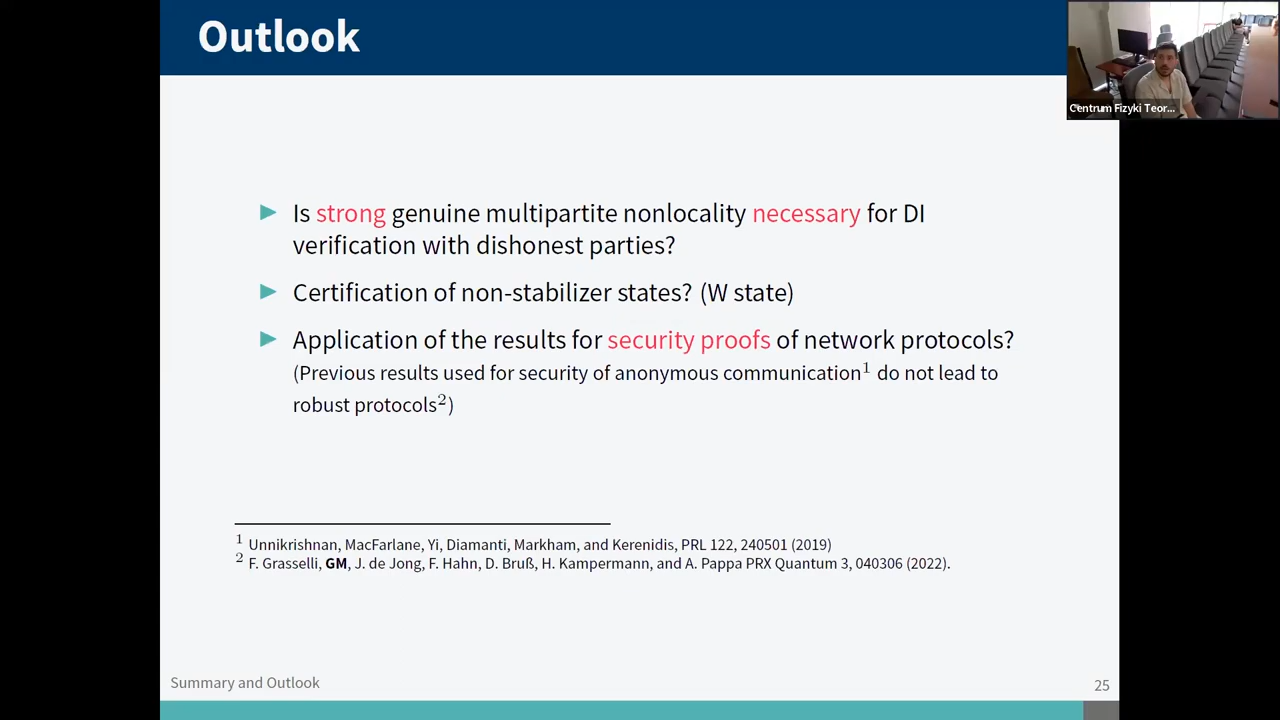 Outlook
Centrum Fizyki Teor...
Is strong genuine multipartite nonlocality necessary for DI
verification with dishonest parties?
Certification of non-stabilizer states? (W state)
Application of the results for security proofs of network protocols?
(Previous results used for security of anonymous communication¹ do not lead to
robust protocols²)
¹ Unnikrishnan, MacFarlane, Yi, Diamanti, Markham, and Kerenidis, PRL 122, 240501 (2019)
² F. Grasselli, GM, J. de Jong, F. Hahn, D. Bruß, H. Kampermann, and A. Pappa PRX Quantum 3, 040306 (2022).
Summary and Outlook
25